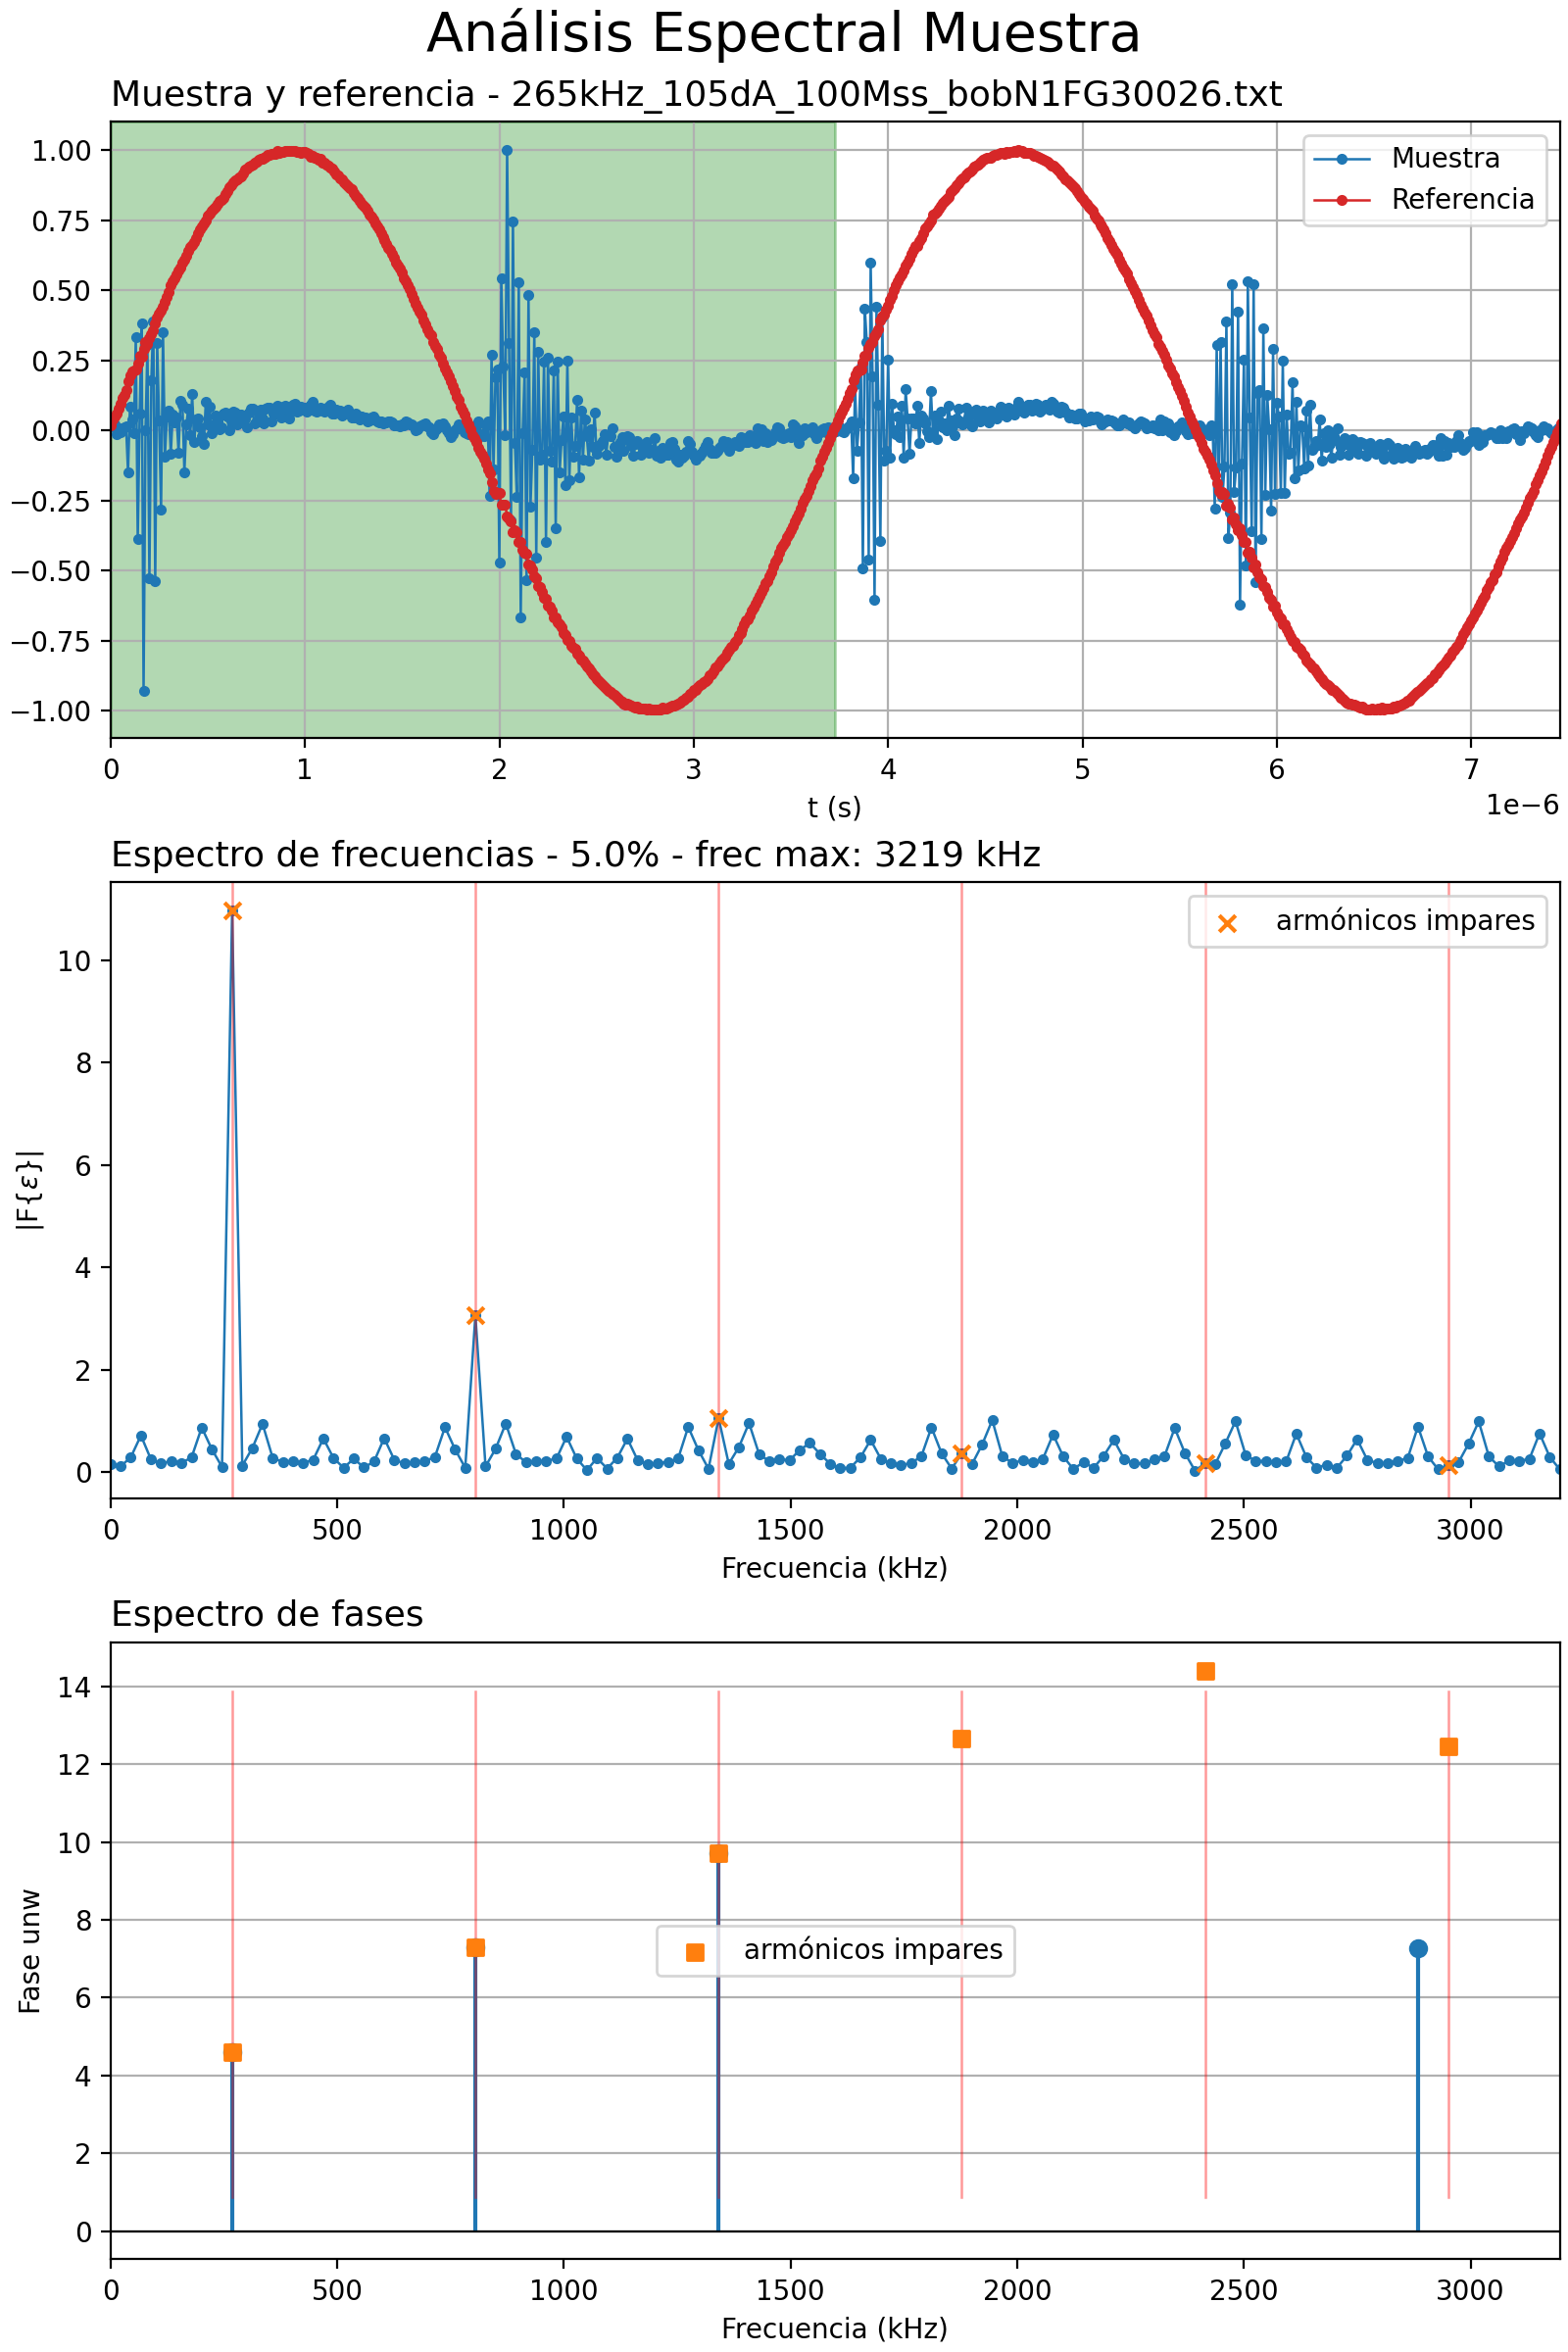 Análisis Espectral Muestra
Muestra y referencia - 265kHz_105dA_100Mss_bobN1FG30026.txt
1.00
0.75
0.50
0.25
0.00
−0.25
−0.50
−0.75
−1.00
Muestra
Referencia
0 1 2 3 4 5 6 7
t (s)
1e−6
Espectro de frecuencias - 5.0% - frec max: 3219 kHz
armónicos impares
|F{ε}|
10
8
6
4
2
0
0 500 1000 1500 2000 2500 3000
Frecuencia (kHz)
Espectro de fases
Fase unw
14
12
10
8
6
4
2
0
armónicos impares
0 500 1000 1500 2000 2500 3000
Frecuencia (kHz)